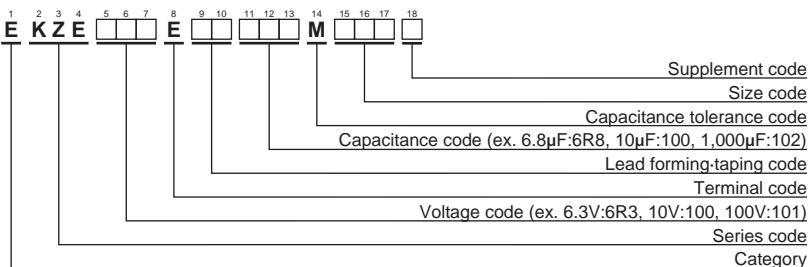 1 2 3 4 5 6 7 8 9 10 11 12 13 14 15 16 17 18
E KZE E M
Supplement code
Size code
Capacitance tolerance code
Capacitance code (ex. 6.8μF:6R8, 10μF:100, 1,000μF:102)
Lead forming·taping code
Terminal code
Voltage code (ex. 6.3V:6R3, 10V:100, 100V:101)
Series code
Category